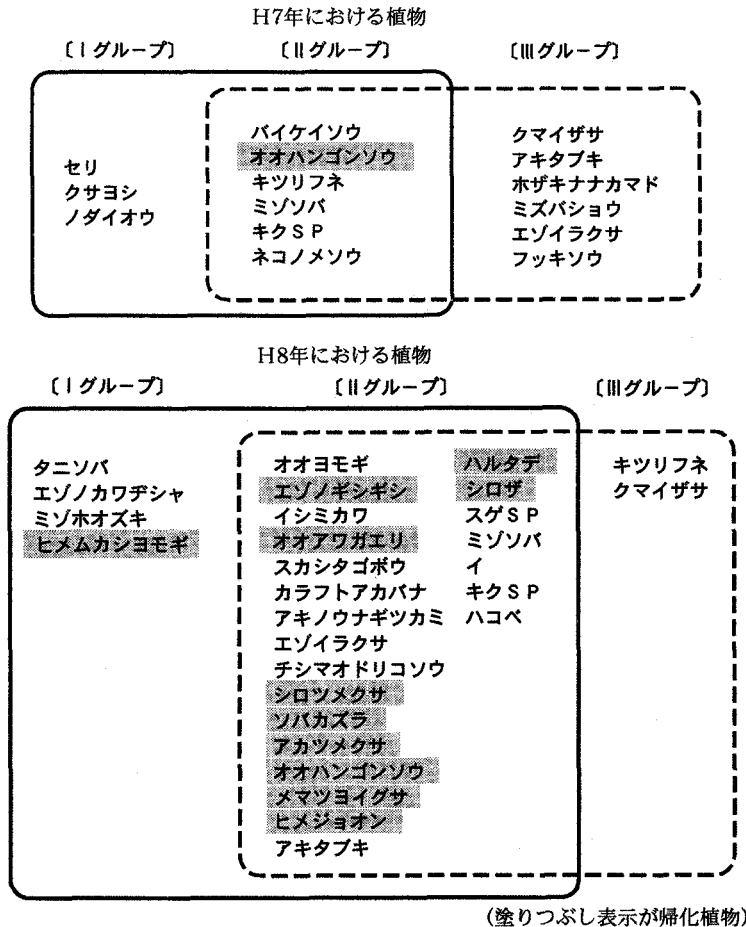 H7年における植物
〔Ⅰグループ〕 〔Ⅱグループ〕 〔Ⅲグループ〕
セリ
クサヨシ
ノダイオウ
バイケイソウ
オオハンゴンソウ
キツリフネ
ミゾソバ
キクSP
ネコノメソウ
クマイザサ
アキタブキ
ホザキナナカマド
ミズバショウ
エゾイラクサ
フッキソウ
H8年における植物
〔Ⅰグループ〕 〔Ⅱグループ〕 〔Ⅲグループ〕
タニソバ
エゾノカワヂシャ
ミゾホオズキ
ヒメムカシヨモギ
オオヨモギ
エゾノギシギシ
イシミカワ
オオアワガエリ
スカシタゴボウ
カラフトアカバナ
アキノウナギツカミ
エゾイラクサ
チシマオドリコソウ
シロツメクサ
ソバカズラ
アカツメクサ
オオハンゴンソウ
メマツヨイグサ
ヒメジョオン
アキタブキ
ハルタデ
シロザ
スゲSP
ミゾソバ
イ
キクSP
ハコベ
キツリフネ
クマイザサ
(塗りつぶし表示が帰化植物)